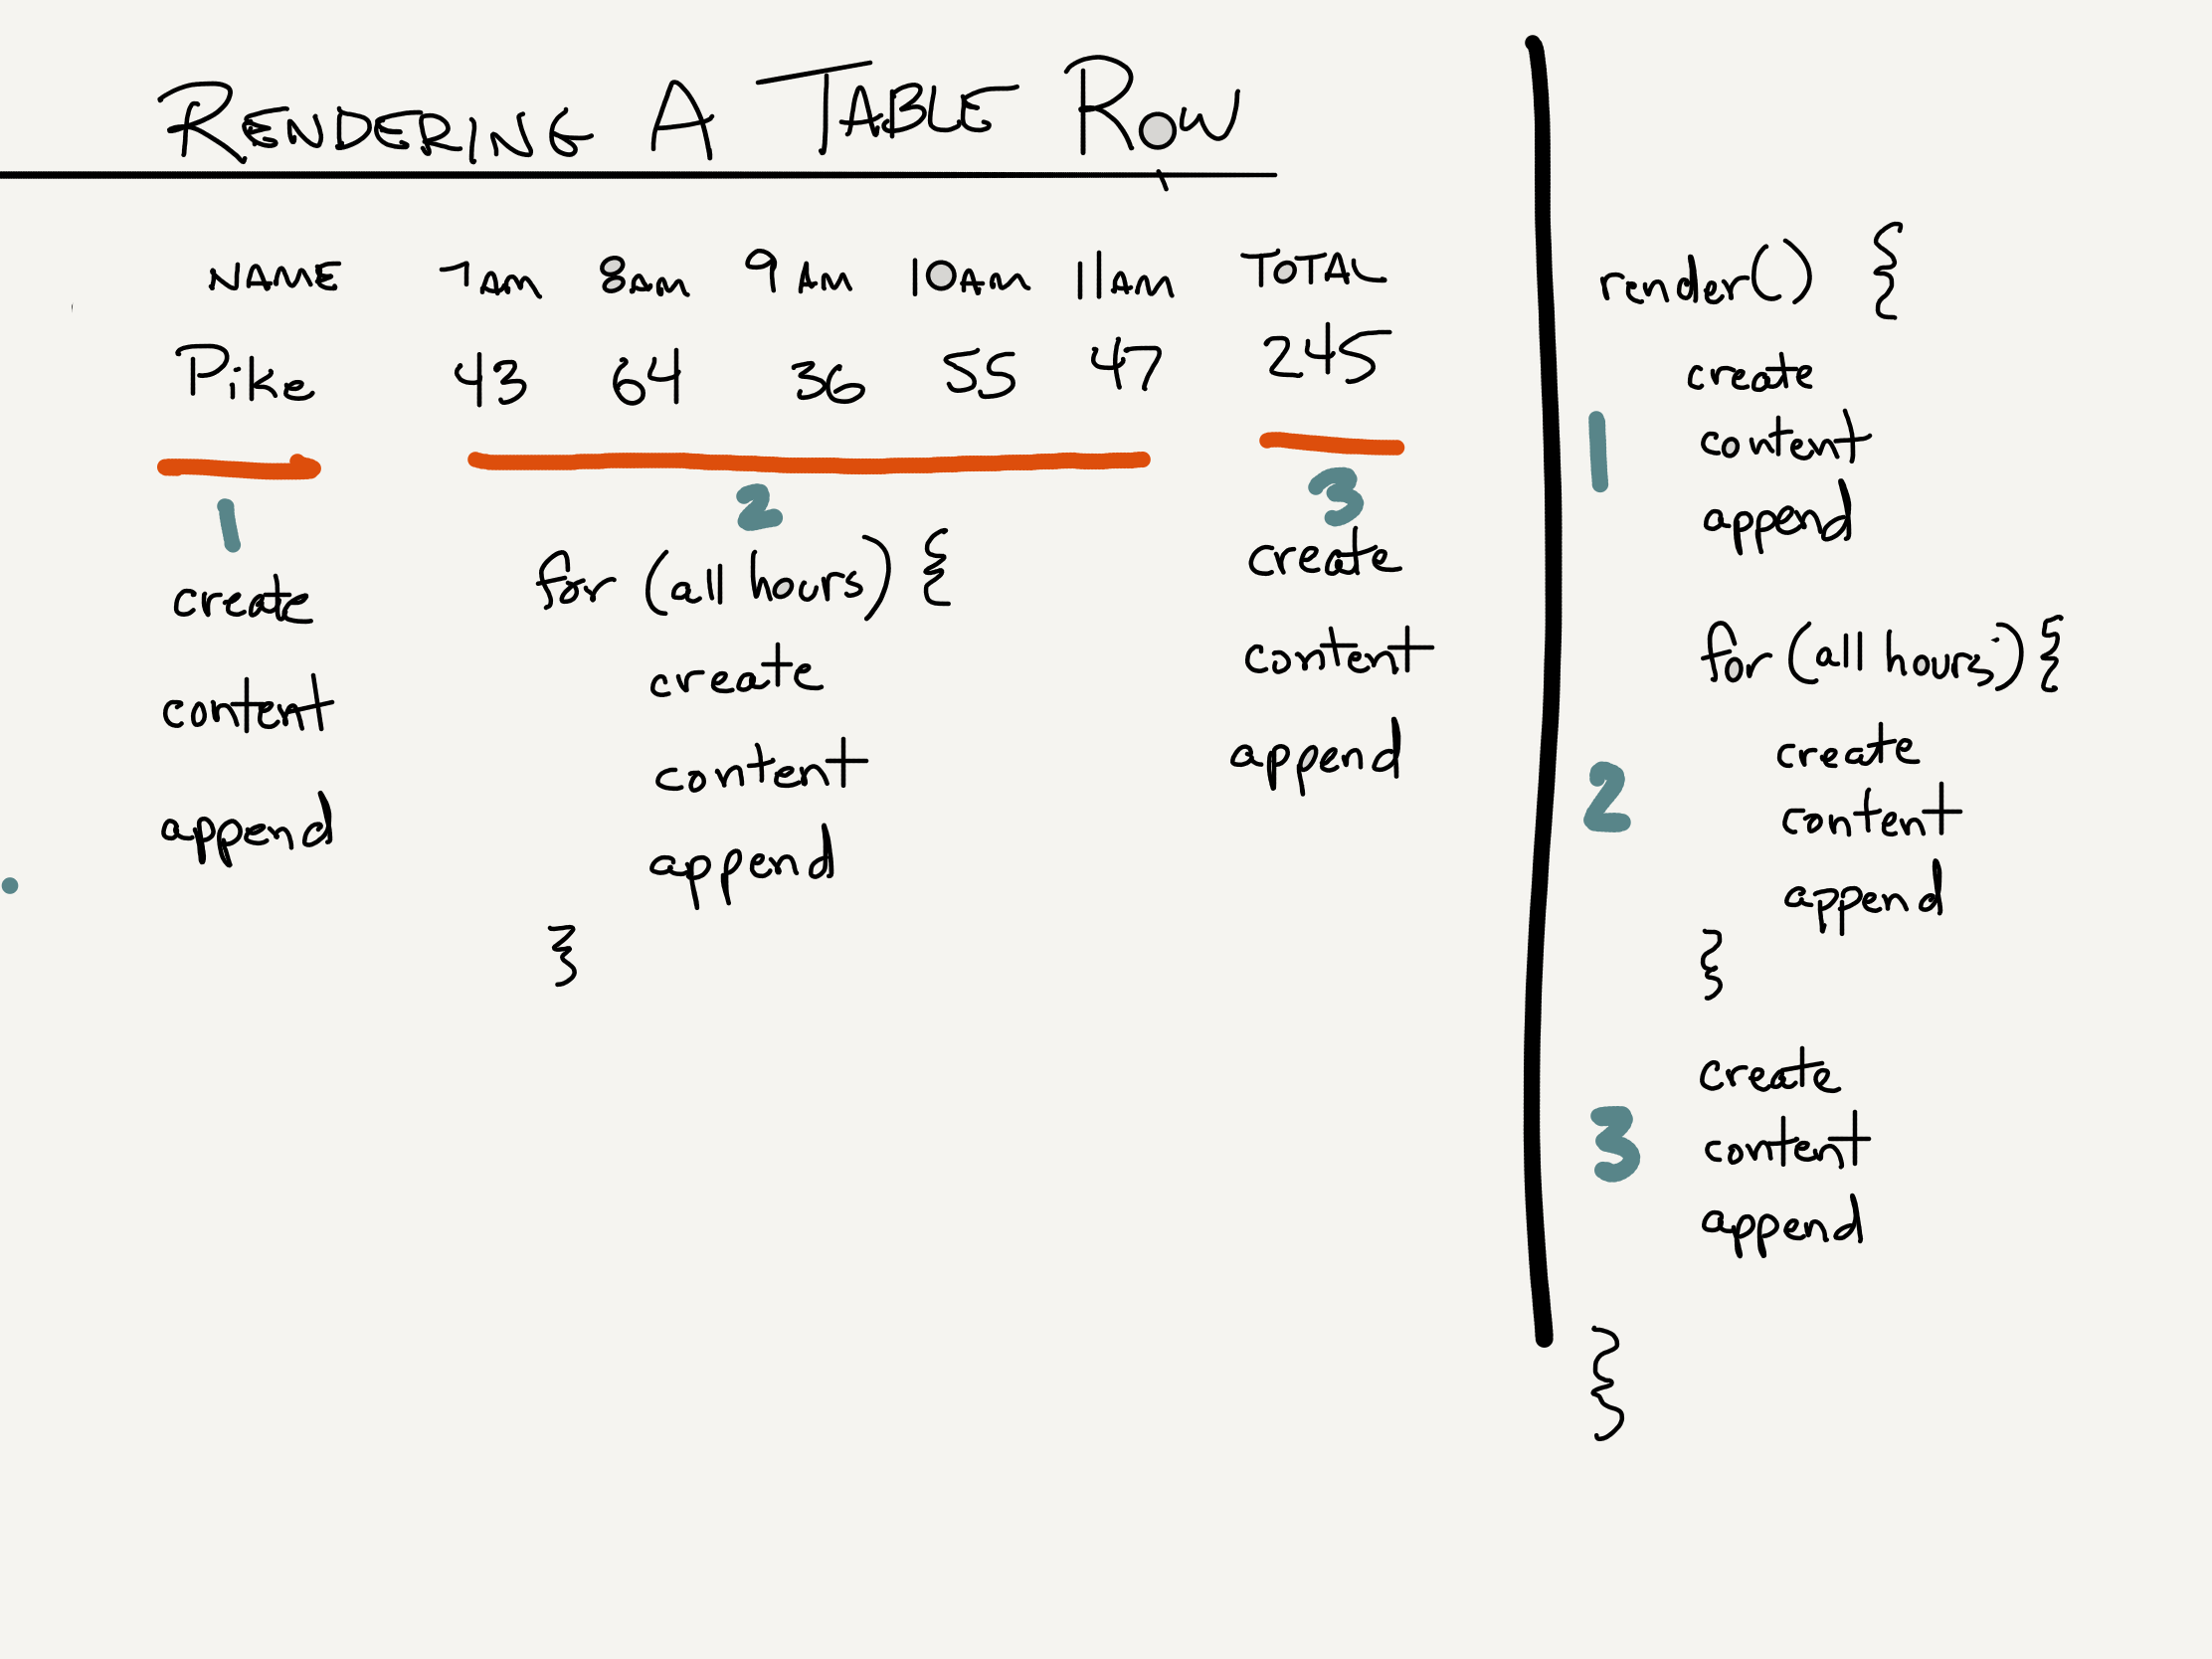 RENDERING A TABLE ROW
NAME 7AM 8AM 9AM 10AM 11AM TOTAL
Pike 43 64 36 55 47 245
1
create
content
append
2
for (all hours) {
create
content
append
}
3
create
content
append
render() {
1
create
content
append
for (all hours) {
2
create
content
append
}
3
create
content
append
}